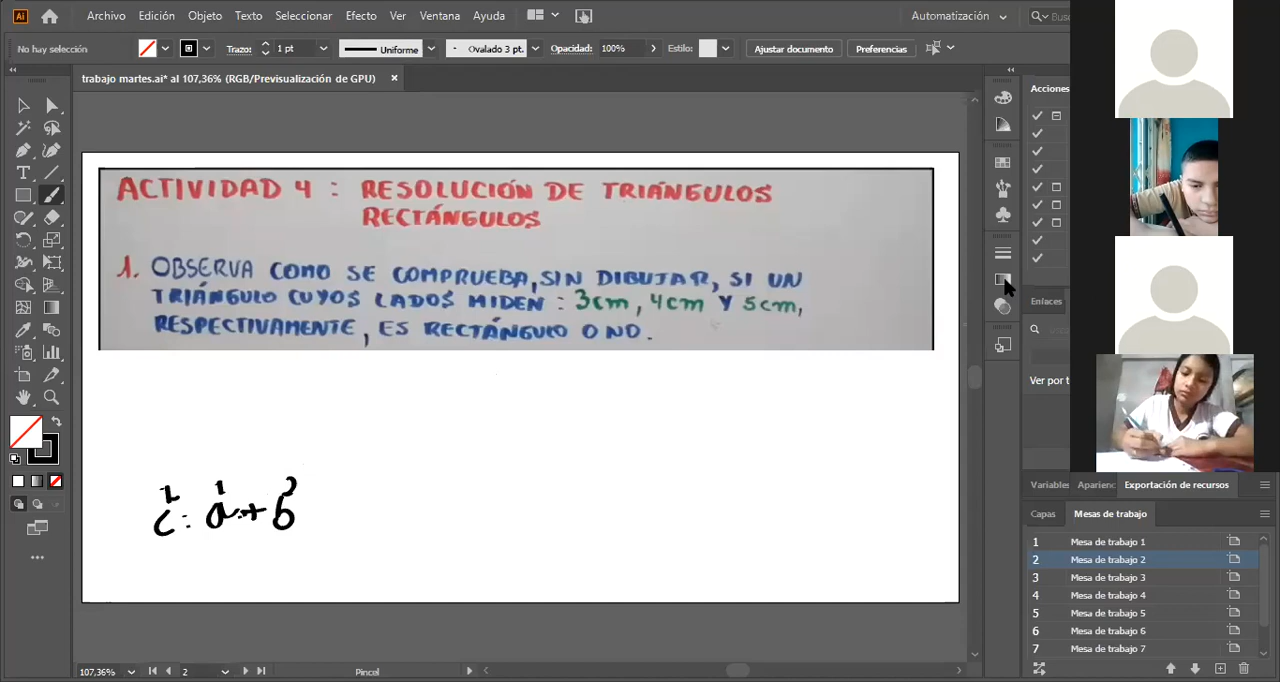 Ai Archivo Edición Objeto Texto Seleccionar Efecto Ver Ventana Ayuda Automatización Busc
No hay selección Trazo: 1 pt Uniforme Ovalado 3 pt. Opacidad: 100% Estilo: Ajustar documento Preferencias
trabajo martes.ai* al 107,36% (RGB/Previsualización de GPU)
Acciones
ACTIVIDAD 4 : RESOLUCIÓN DE TRIÁNGULOS
RECTÁNGULOS
1. OBSERVA COMO SE COMPRUEBA, SIN DIBUJAR, SI UN
TRIÁNGULO CUYOS LADOS MIDEN : 3cm, 4cm Y 5cm,
RESPECTIVAMENTE, ES RECTÁNGULO O NO.
Enlaces
Ver por t
Variables Aparienc Exportación de recursos
Capas Mesas de trabajo
1 Mesa de trabajo 1
2 Mesa de trabajo 2
3 Mesa de trabajo 3
4 Mesa de trabajo 4
5 Mesa de trabajo 5
6 Mesa de trabajo 6
7 Mesa de trabajo 7
107,36% 2 Pincel